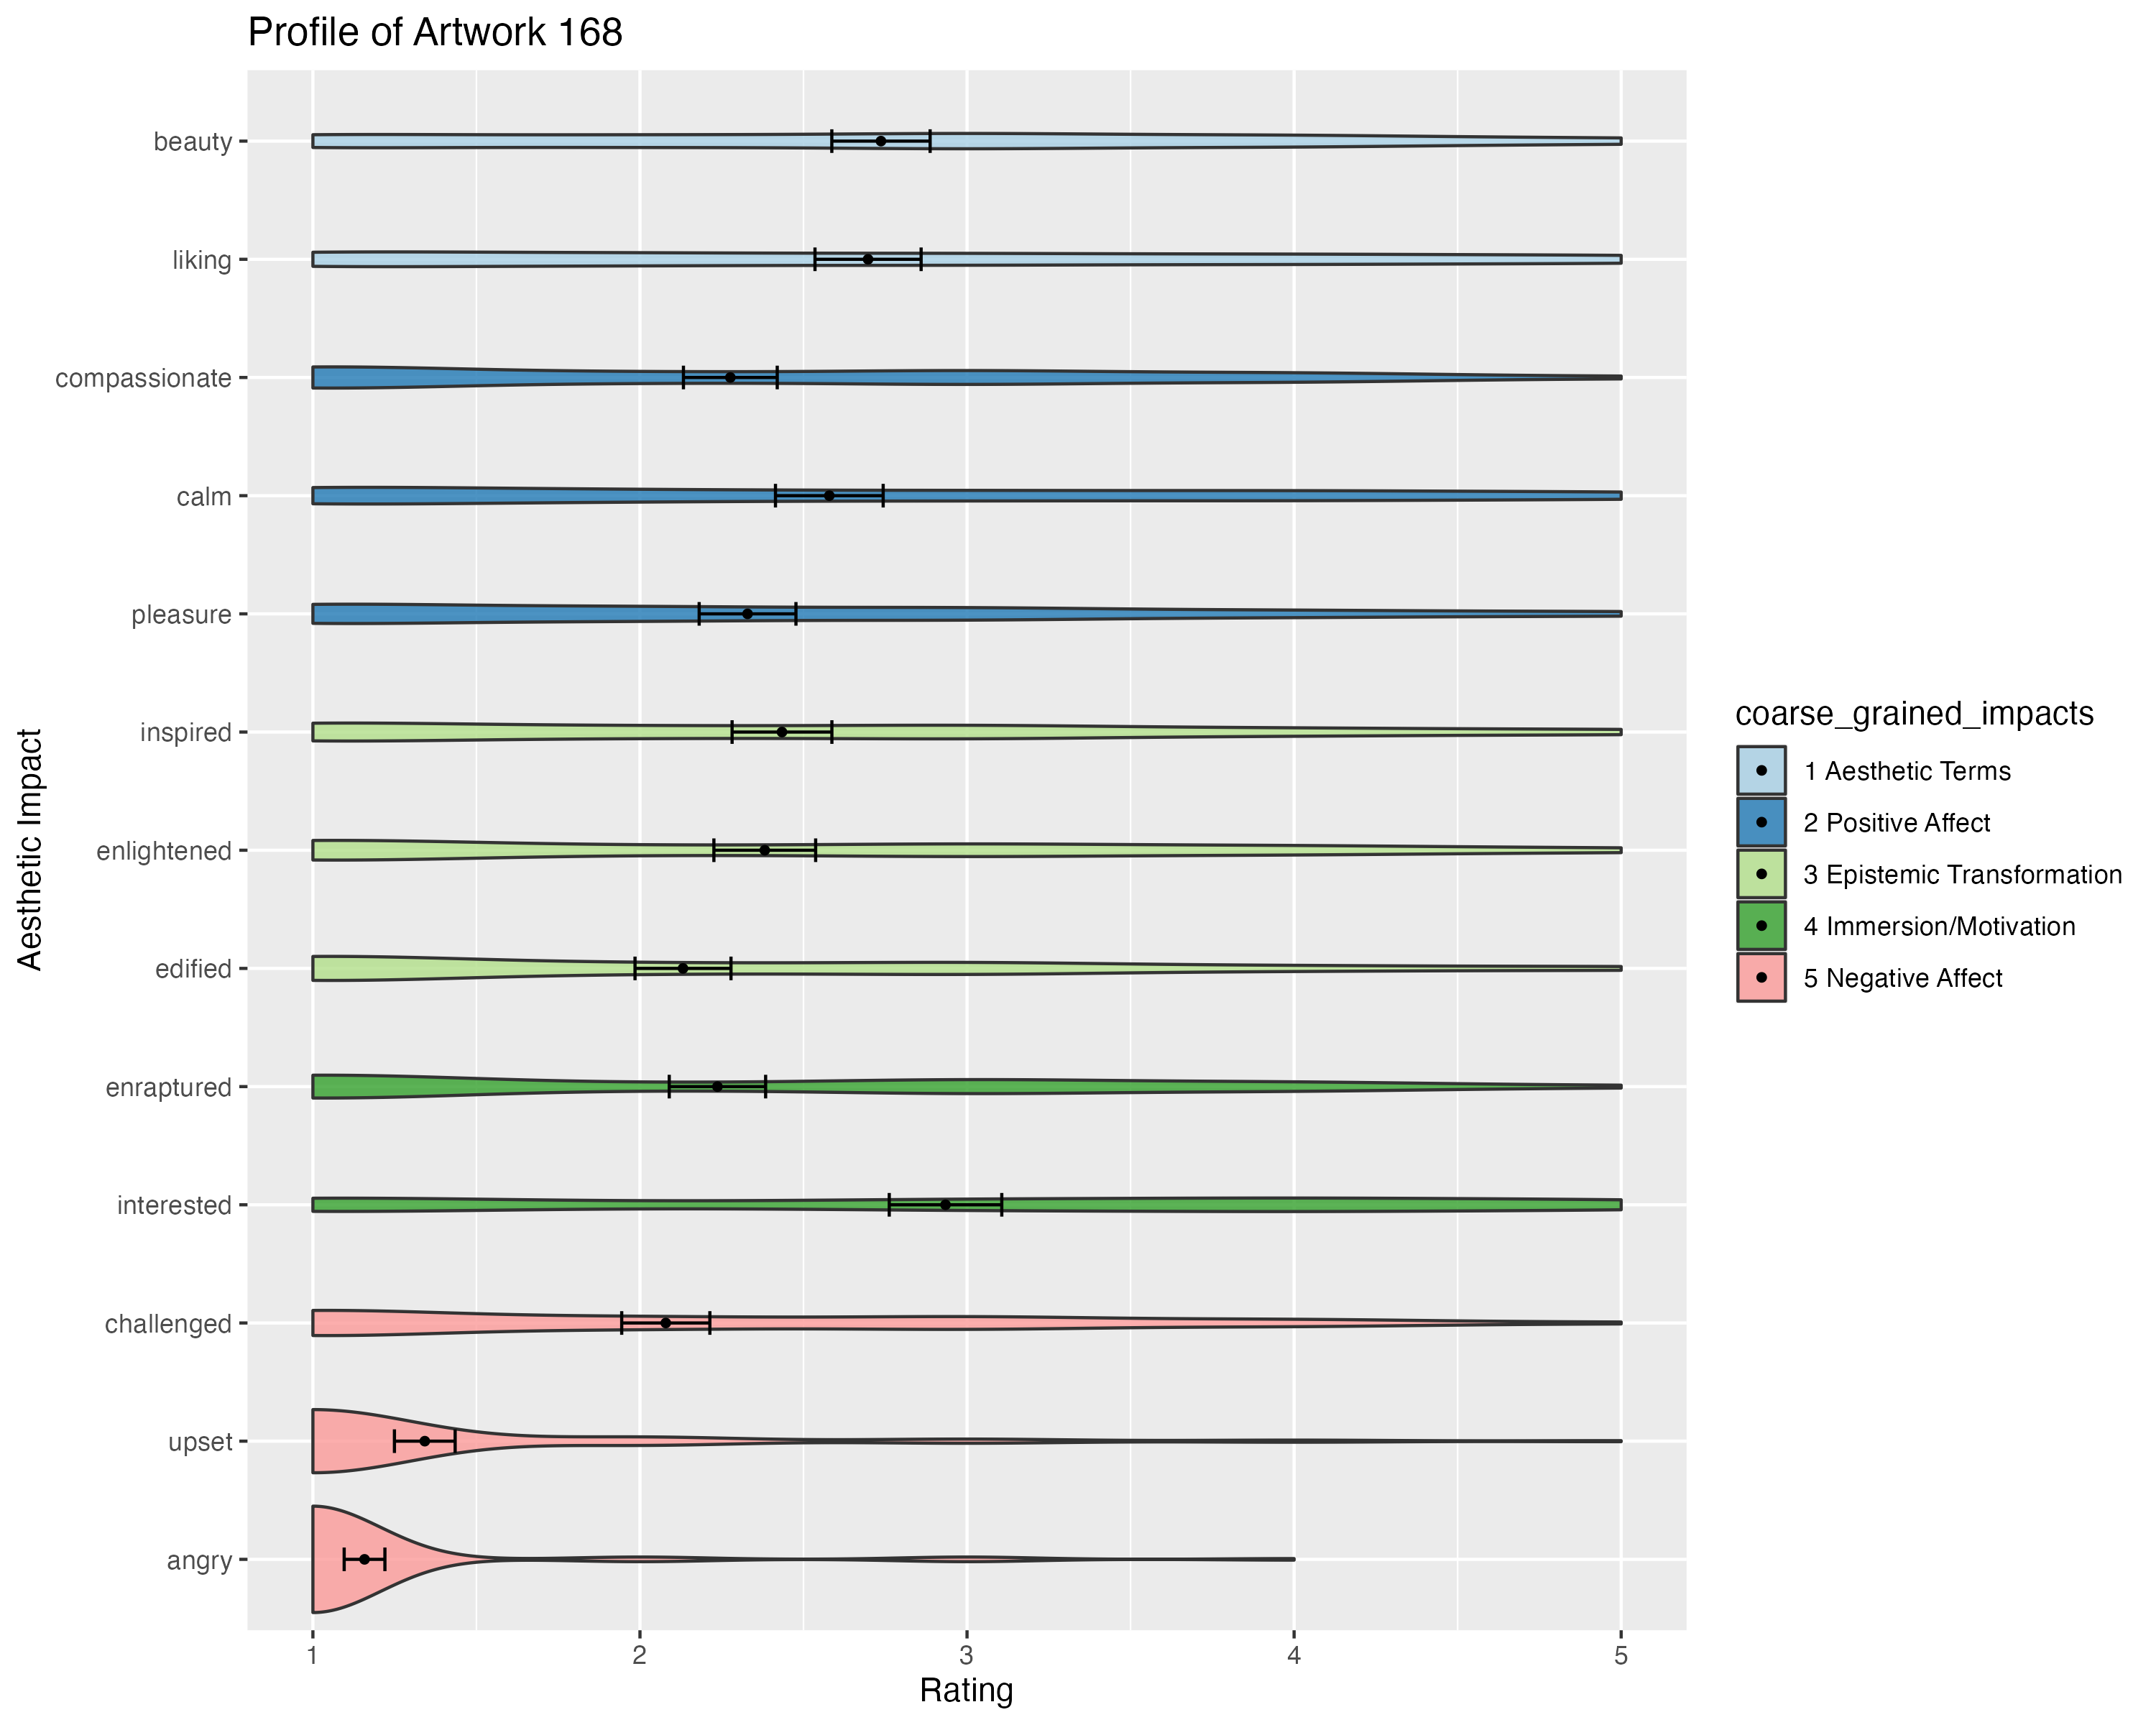 Profile of Artwork 168
Aesthetic Impact
beauty
liking
compassionate
calm
pleasure
inspired
enlightened
edified
enraptured
interested
challenged
upset
angry
1 2 3 4 5
Rating
coarse_grained_impacts
1 Aesthetic Terms
2 Positive Affect
3 Epistemic Transformation
4 Immersion/Motivation
5 Negative Affect